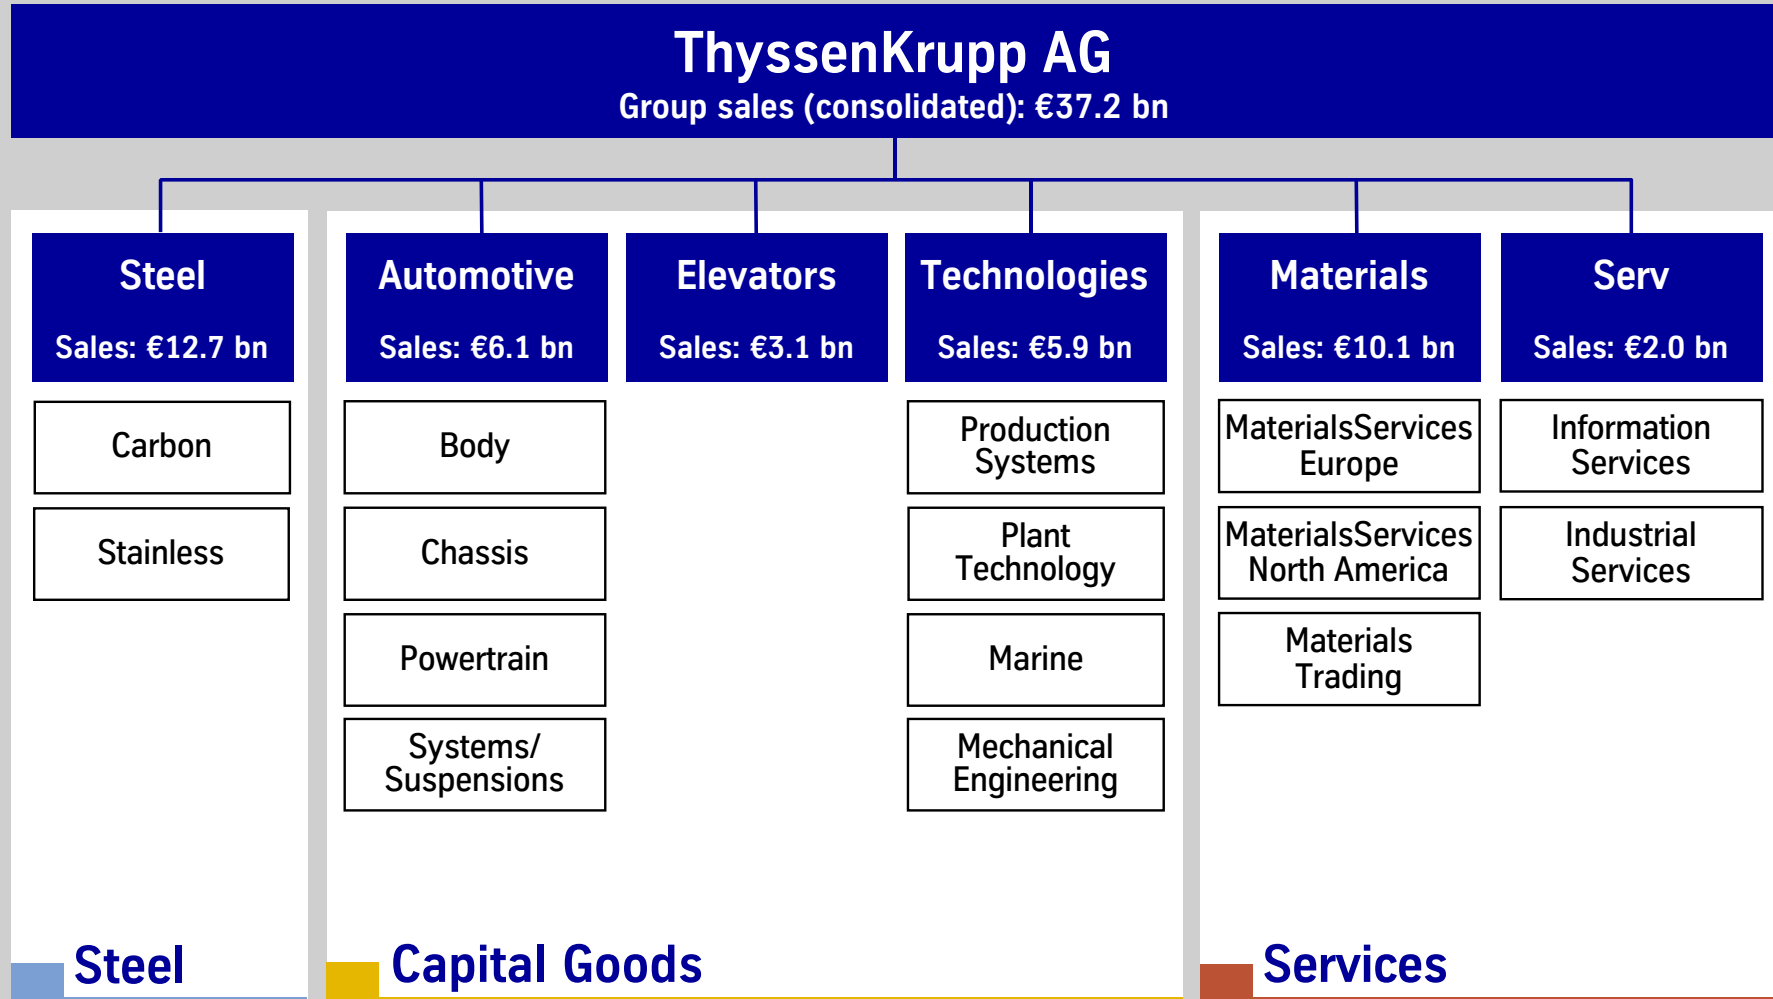 ThyssenKrupp AG
Group sales (consolidated): €37.2 bn
Steel
Sales: €12.7 bn
Carbon
Stainless
Automotive
Sales: €6.1 bn
Body
Chassis
Powertrain
Systems/
Suspensions
Elevators
Sales: €3.1 bn
Technologies
Sales: €5.9 bn
Production
Systems
Plant
Technology
Marine
Mechanical
Engineering
Materials
Sales: €10.1 bn
MaterialsServices
Europe
MaterialsServices
North America
Materials
Trading
Serv
Sales: €2.0 bn
Information
Services
Industrial
Services
Steel
Capital Goods
Services